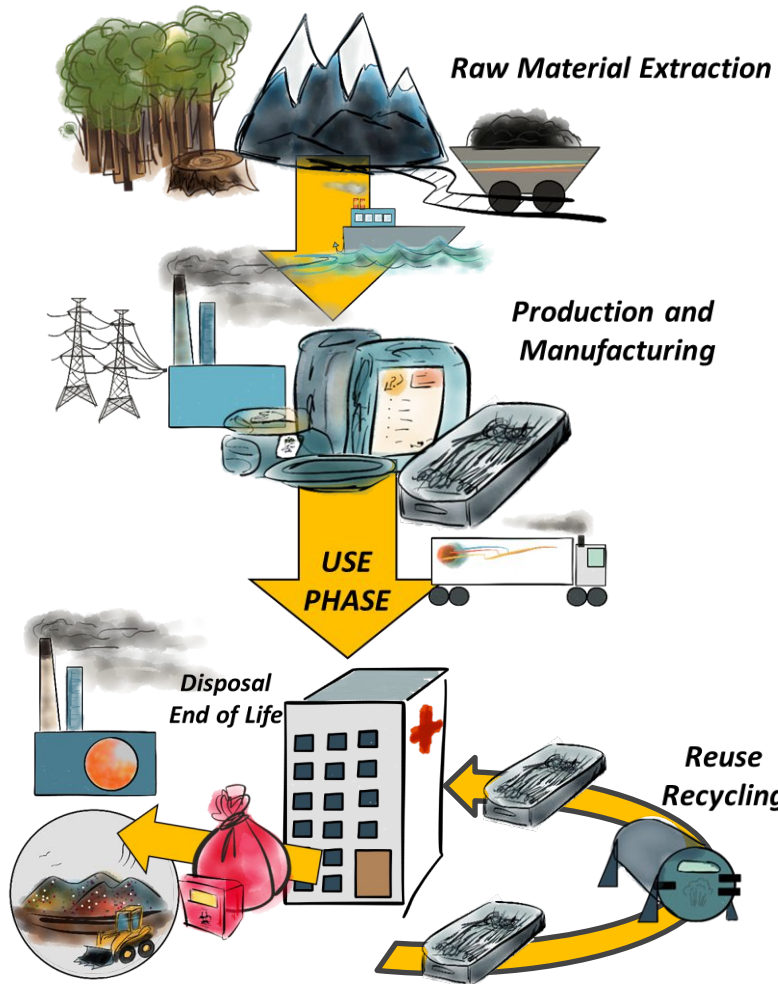 Raw Material Extraction
Production and
Manufacturing
USE
PHASE
Disposal
End of Life
Reuse
Recycling